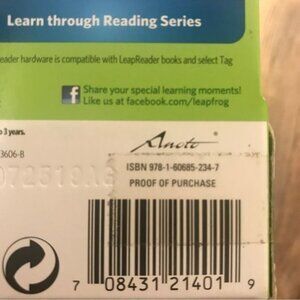 Learn through Reading Series
eader hardware is compatible with LeapReader books and select Tag
Share your special learning moments!
Like us at facebook.com/leapfrog
3 years.
3606-B
Anoto
ISBN 978-1-60685-234-7
PROOF OF PURCHASE
7 08431 21401 9